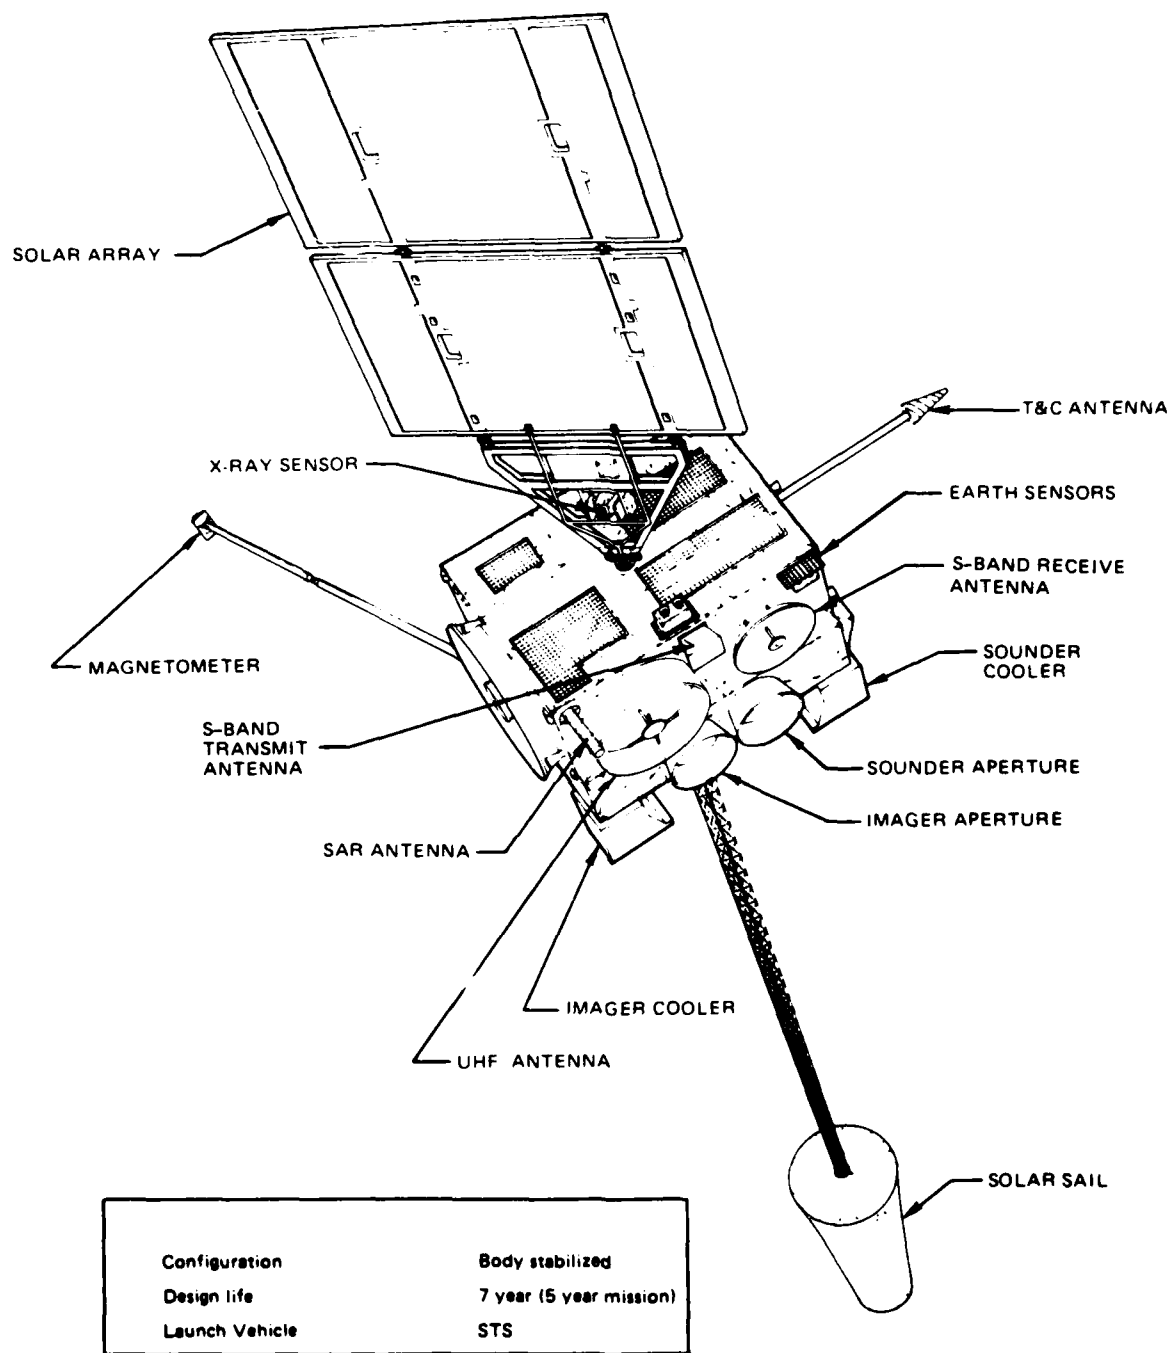 SOLAR ARRAY
T&C ANTENNA
X-RAY SENSOR
EARTH SENSORS
S-BAND RECEIVE
ANTENNA
MAGNETOMETER
SOUNDER
COOLER
S-BAND
TRANSMIT
ANTENNA
SOUNDER APERTURE
IMAGER APERTURE
SAR ANTENNA
IMAGER COOLER
UHF ANTENNA
SOLAR SAIL
Configuration Body stabilized
Design life 7 year (5 year mission)
Launch Vehicle STS